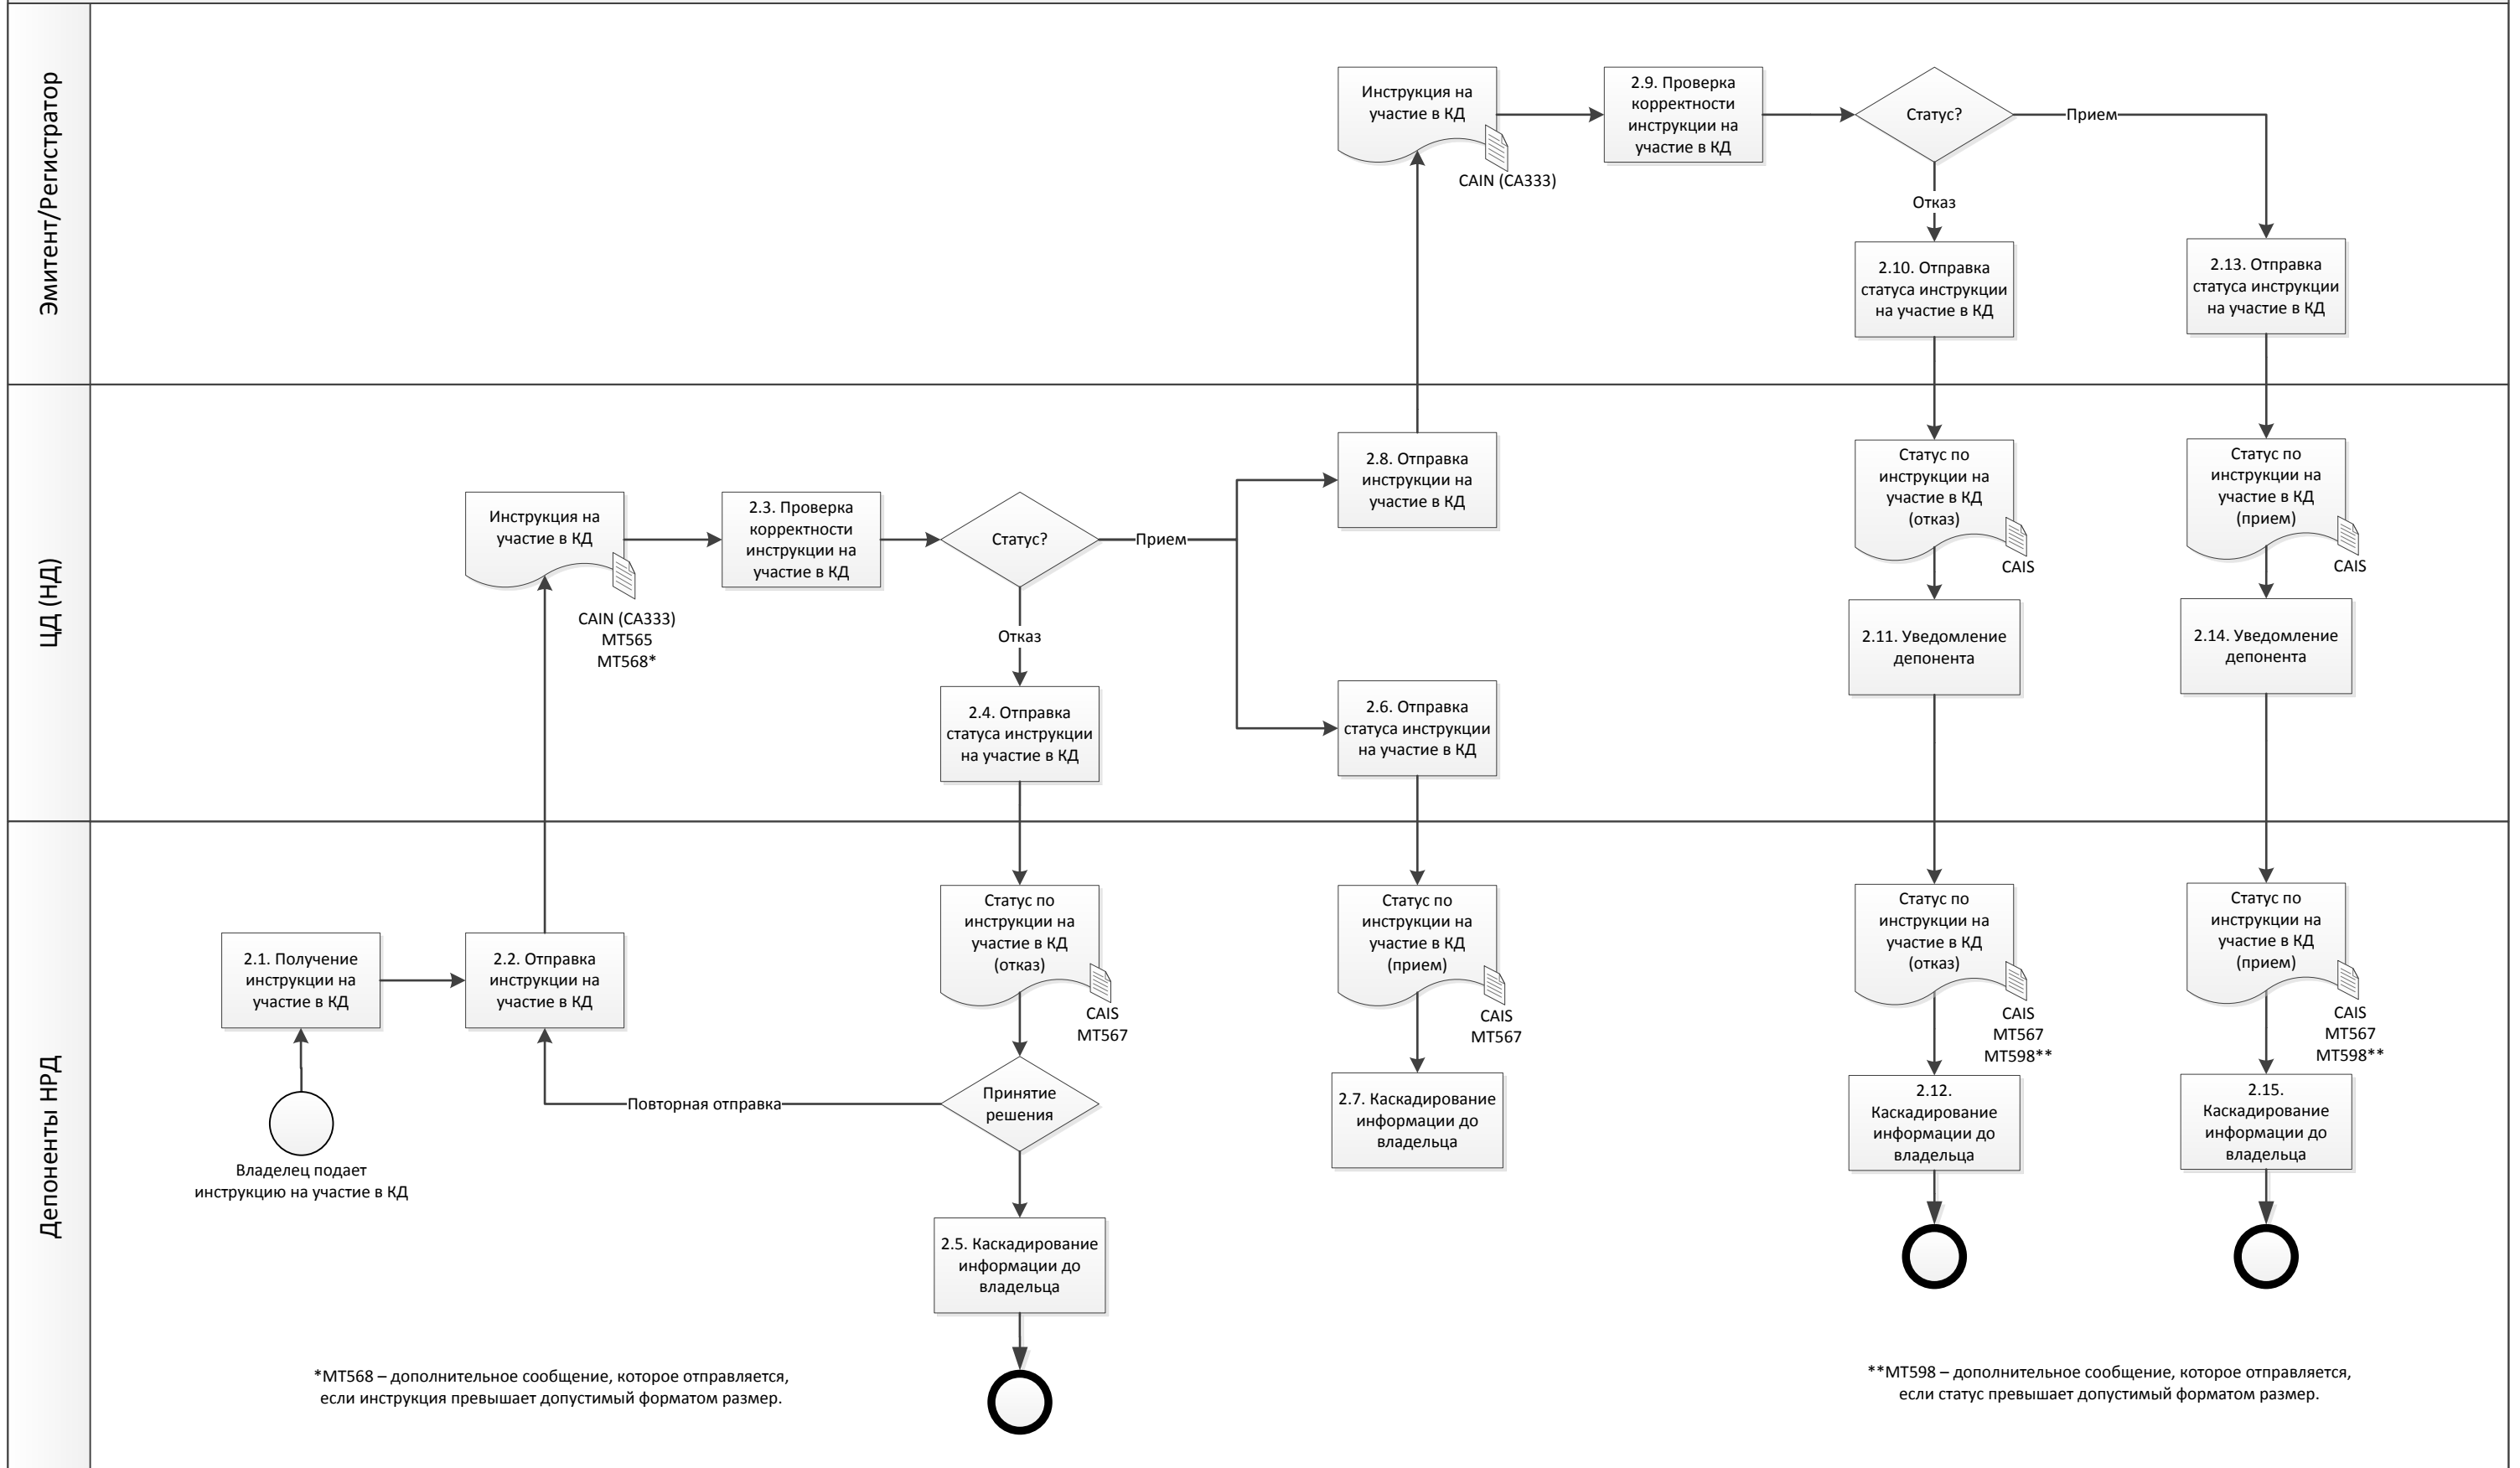 Эмитент/Регистратор
Инструкция на
участие в КД
CAIN (CA333)
2.9. Проверка
корректности
инструкции на
участие в КД
Статус?
Прием
Отказ
2.10. Отправка
статуса инструкции
на участие в КД
2.13. Отправка
статуса инструкции
на участие в КД
ЦД (НД)
Инструкция на
участие в КД
CAIN (CA333)
MT565
MT568*
2.3. Проверка
корректности
инструкции на
участие в КД
Статус?
Прием
Отказ
2.4. Отправка
статуса инструкции
на участие в КД
2.8. Отправка
инструкции на
участие в КД
2.6. Отправка
статуса инструкции
на участие в КД
Статус по
инструкции на
участие в КД
(отказ)
CAIS
2.11. Уведомление
депонента
Статус по
инструкции на
участие в КД
(прием)
CAIS
2.14. Уведомление
депонента
Депоненты НРД
2.1. Получение
инструкции на
участие в КД
Владелец подает
инструкцию на участие в КД
2.2. Отправка
инструкции на
участие в КД
Повторная отправка
Статус по
инструкции на
участие в КД
(отказ)
CAIS
MT567
Принятие
решения
2.5. Каскадирование
информации до
владельца
Статус по
инструкции на
участие в КД
(прием)
CAIS
MT567
2.7. Каскадирование
информации до
владельца
Статус по
инструкции на
участие в КД
(отказ)
CAIS
MT567
MT598**
2.12.
Каскадирование
информации до
владельца
Статус по
инструкции на
участие в КД
(прием)
CAIS
MT567
MT598**
2.15.
Каскадирование
информации до
владельца
*МТ568 – дополнительное сообщение, которое отправляется,
если инструкция превышает допустимый форматом размер.
**МТ598 – дополнительное сообщение, которое отправляется,
если статус превышает допустимый форматом размер.